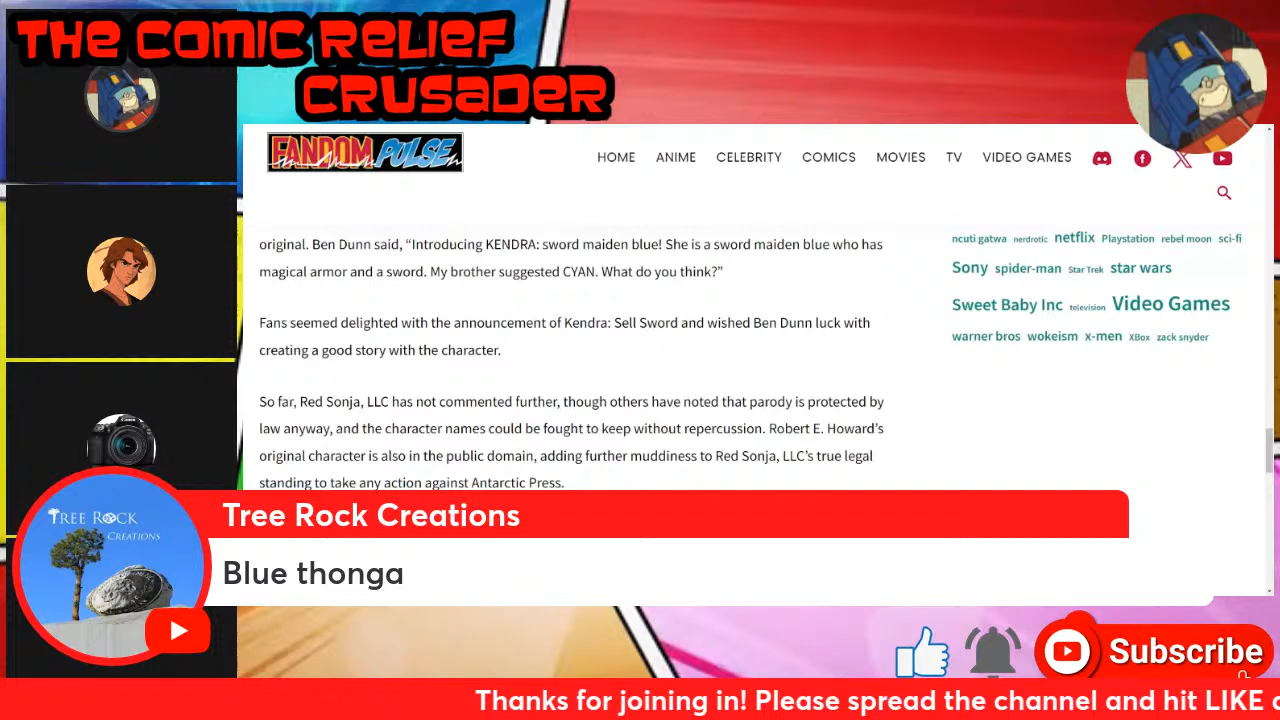 THE COMIC RELIEF
CRUSADER
FANDOM PULSE
HOME ANIME CELEBRITY COMICS MOVIES TV VIDEO GAMES
original. Ben Dunn said, “Introducing KENDRA: sword maiden blue! She is a sword maiden blue who has
magical armor and a sword. My brother suggested CYAN. What do you think?”
Fans seemed delighted with the announcement of Kendra: Sell Sword and wished Ben Dunn luck with
creating a good story with the character.
So far, Red Sonja, LLC has not commented further, though others have noted that parody is protected by
law anyway, and the character names could be fought to keep without repercussion. Robert E. Howard’s
original character is also in the public domain, adding further muddiness to Red Sonja, LLC’s true legal
standing to take any action against Antarctic Press.
ncuti gatwa nerdrotic netflix Playstation rebel moon sci-fi
Sony spider-man Star Trek star wars
Sweet Baby Inc television Video Games
warner bros wokeism x-men XBox zack snyder
Canon
TREE ROCK
CREATIONS
Tree Rock Creations
Blue thonga
Subscribe
Thanks for joining in! Please spread the channel and hit LIKE